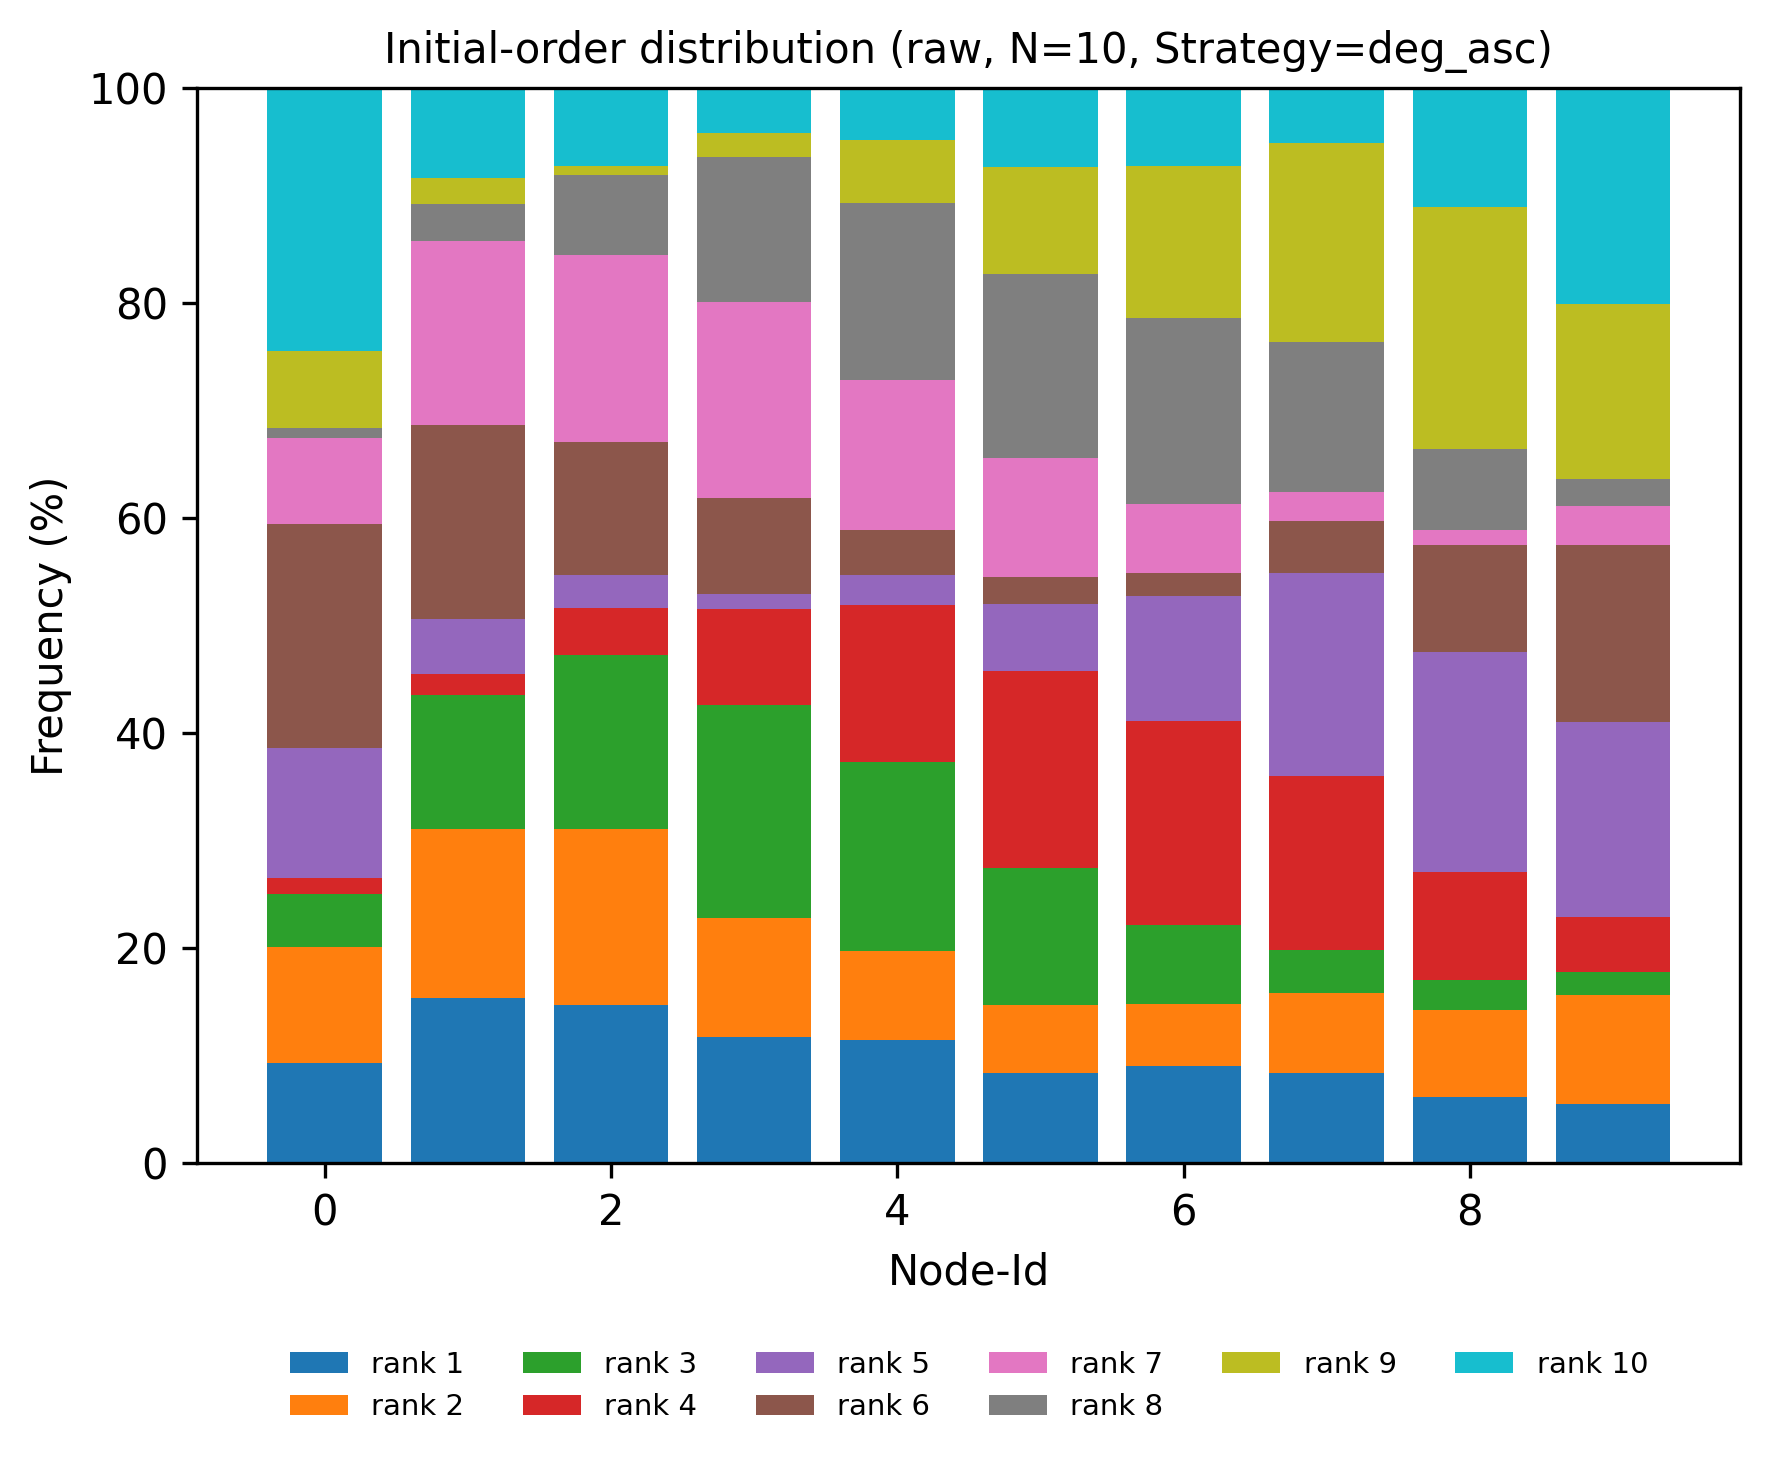 Initial-order distribution (raw, N=10, Strategy=deg_asc)
100
80
60
40
20
0
Frequency (%)
0 2 4 6 8
Node-Id
rank 1 rank 3 rank 5 rank 7 rank 9 rank 10
rank 2 rank 4 rank 6 rank 8